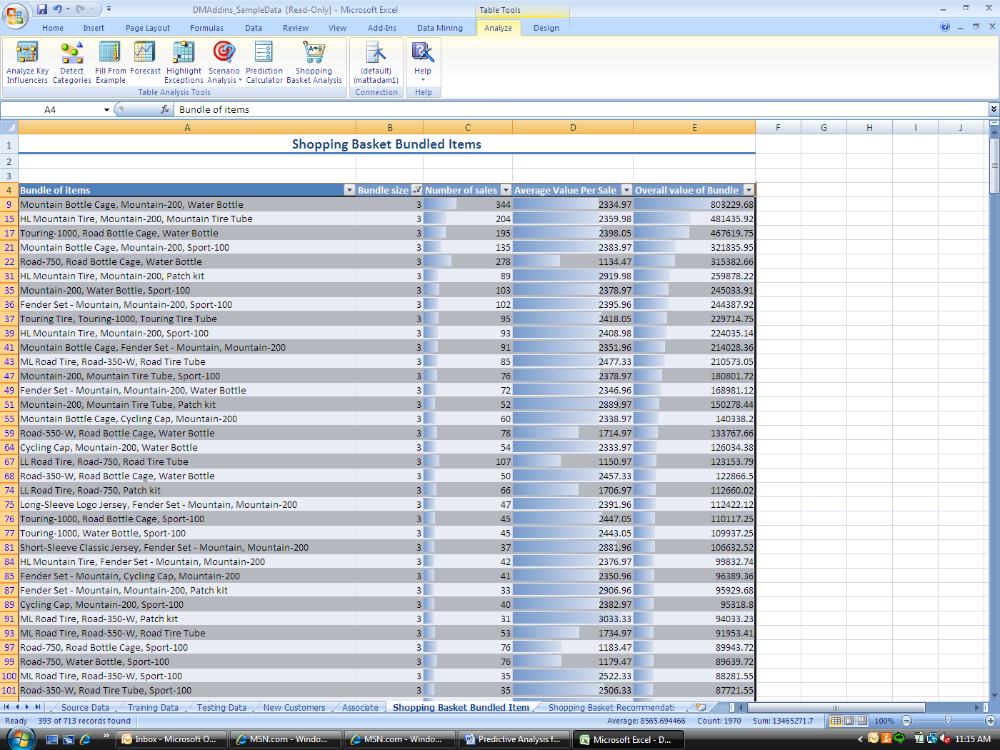 DMAddins_SampleData [Read-Only] - Microsoft Excel
Table Tools
Home Insert Page Layout Formulas Data Review View Add-Ins Data Mining Analyze Design
Analyze Key Influencers
Detect Categories
Fill From Example
Forecast
Highlight Exceptions
Scenario Analysis
Prediction Calculator
Shopping Basket Analysis
(default) (mattadam1)
Help
Table Analysis Tools
Connection
Help
A4 fx Bundle of items
A B C D E F G H I J
1 Shopping Basket Bundled Items
2
3
4 Bundle of items Bundle size Number of sales Average Value Per Sale Overall value of Bundle
9 Mountain Bottle Cage, Mountain-200, Water Bottle 3 344 2334.97 803229.68
15 HL Mountain Tire, Mountain-200, Mountain Tire Tube 3 204 2359.98 481435.92
17 Touring-1000, Road Bottle Cage, Water Bottle 3 195 2398.05 467619.75
21 Mountain Bottle Cage, Mountain-200, Sport-100 3 135 2383.97 321835.95
22 Road-750, Road Bottle Cage, Water Bottle 3 278 1134.47 315382.66
31 HL Mountain Tire, Mountain-200, Patch kit 3 89 2919.98 259878.22
35 Mountain-200, Water Bottle, Sport-100 3 103 2378.97 245033.91
36 Fender Set - Mountain, Mountain-200, Sport-100 3 102 2395.96 244387.92
37 Touring Tire, Touring-1000, Touring Tire Tube 3 95 2418.05 229714.75
39 HL Mountain Tire, Mountain-200, Sport-100 3 93 2408.98 224035.14
41 Mountain Bottle Cage, Fender Set - Mountain, Mountain-200 3 91 2351.96 214028.36
43 ML Road Tire, Road-350-W, Road Tire Tube 3 85 2477.33 210573.05
47 Mountain-200, Mountain Tire Tube, Sport-100 3 76 2378.97 180801.72
49 Fender Set - Mountain, Mountain-200, Water Bottle 3 72 2346.96 168981.12
51 Mountain-200, Mountain Tire Tube, Patch kit 3 52 2889.97 150278.44
55 Mountain Bottle Cage, Cycling Cap, Mountain-200 3 60 2338.97 140338.2
59 Road-550-W, Road Bottle Cage, Water Bottle 3 78 1714.97 133767.66
64 Cycling Cap, Mountain-200, Water Bottle 3 54 2333.97 126034.38
67 LL Road Tire, Road-750, Road Tire Tube 3 107 1150.97 123153.79
68 Road-350-W, Road Bottle Cage, Water Bottle 3 50 2457.33 122866.5
74 LL Road Tire, Road-750, Patch kit 3 66 1706.97 112660.02
75 Long-Sleeve Logo Jersey, Fender Set - Mountain, Mountain-200 3 47 2391.96 112422.12
76 Touring-1000, Road Bottle Cage, Sport-100 3 45 2447.05 110117.25
77 Touring-1000, Water Bottle, Sport-100 3 45 2443.05 109937.25
81 Short-Sleeve Classic Jersey, Fender Set - Mountain, Mountain-200 3 37 2881.96 106632.52
84 HL Mountain Tire, Fender Set - Mountain, Mountain-200 3 42 2376.97 99832.74
85 Fender Set - Mountain, Cycling Cap, Mountain-200 3 41 2350.96 96389.36
87 Fender Set - Mountain, Mountain-200, Patch kit 3 33 2906.96 95929.68
89 Cycling Cap, Mountain-200, Sport-100 3 40 2382.97 95318.8
91 ML Road Tire, Road-350-W, Patch kit 3 31 3033.33 94033.23
93 ML Road Tire, Road-550-W, Road Tire Tube 3 53 1734.97 91953.41
97 Road-750, Road Bottle Cage, Sport-100 3 76 1183.47 89943.72
99 Road-750, Water Bottle, Sport-100 3 76 1179.47 89639.72
100 ML Road Tire, Road-350-W, Sport-100 3 35 2522.33 88281.55
101 Road-350-W, Road Tire Tube, Sport-100 3 35 2506.33 87721.55
Source Data Training Data Testing Data New Customers Associate Shopping Basket Bundled Item Shopping Basket Recommendati
Ready 393 of 713 records found Average: 8565.694466 Count: 1970 Sum: 13465271.7 100%
Inbox - Microsoft O... MSN.com - Windo... MSN.com - Windo... Predictive Analysis f... Microsoft Excel - D... 11:15 AM